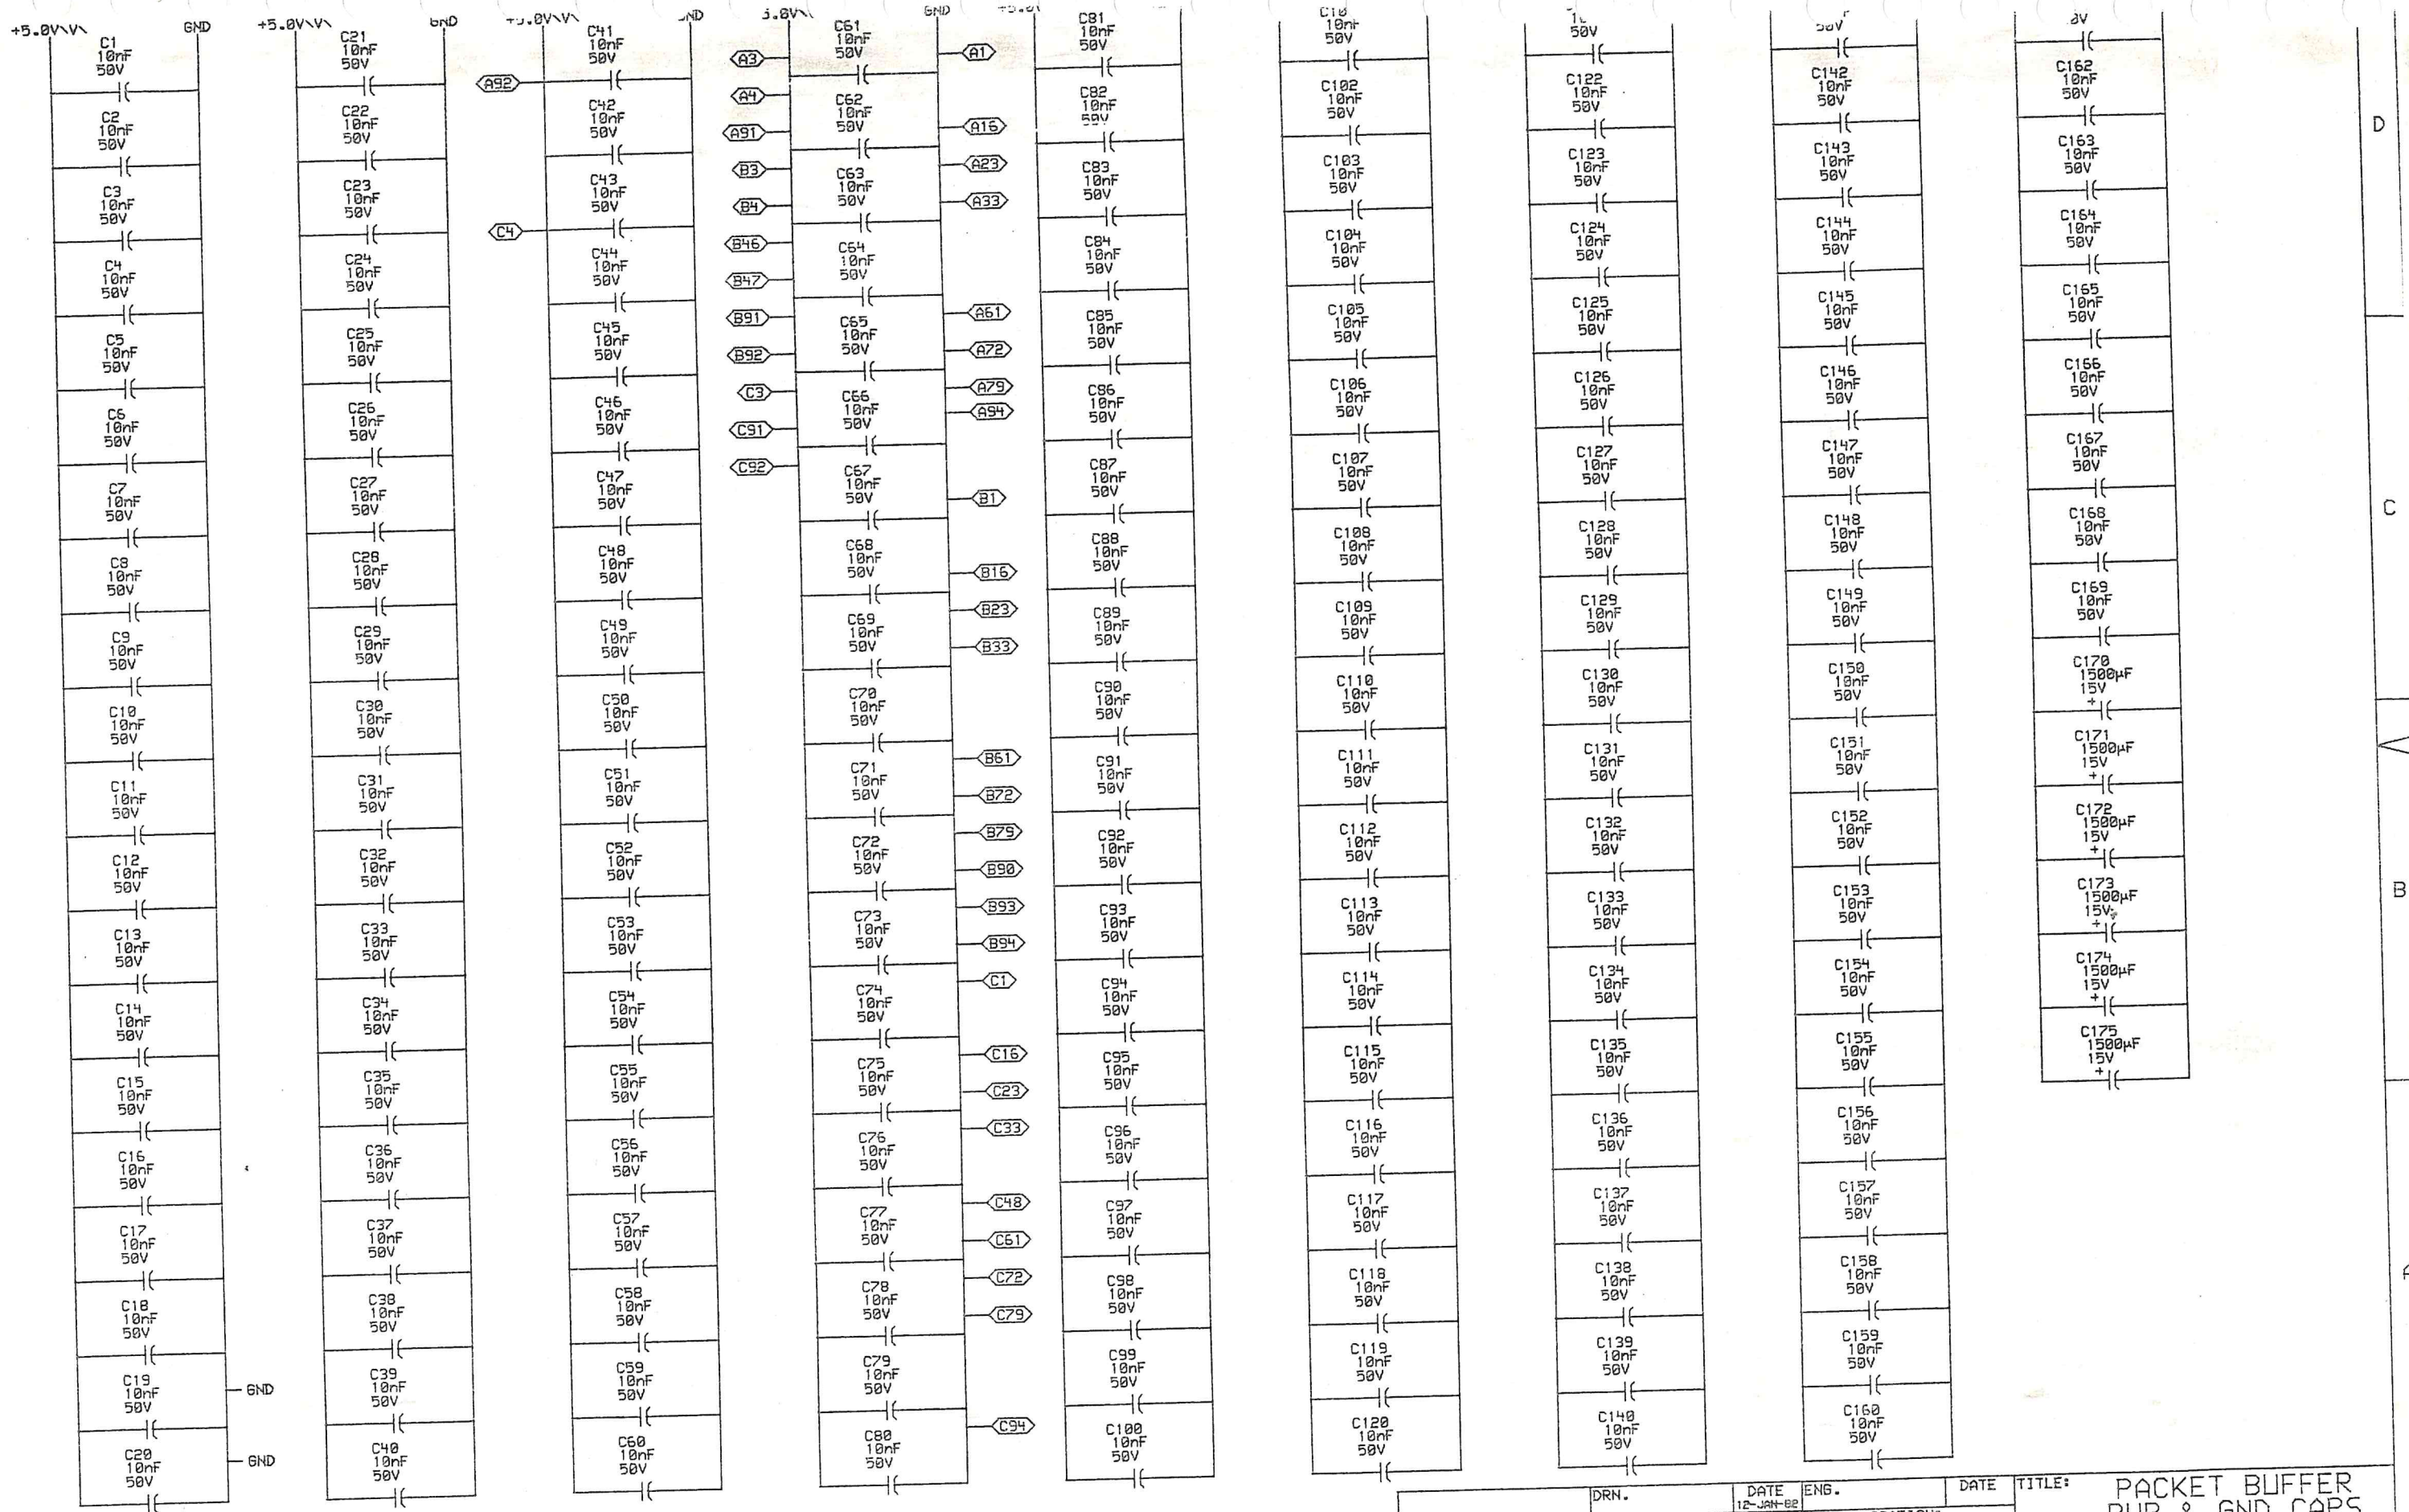 +5.0V\V\
GND
C1
10nF
50V
C2
10nF
50V
C3
10nF
50V
C4
10nF
50V
C5
10nF
50V
C6
10nF
50V
C7
10nF
50V
C8
10nF
50V
C9
10nF
50V
C10
10nF
50V
C11
10nF
50V
C12
10nF
50V
C13
10nF
50V
C14
10nF
50V
C15
10nF
50V
C16
10nF
50V
C17
10nF
50V
C18
10nF
50V
C19
10nF
50V
GND
C20
10nF
50V
GND
+5.0V\V\
GND
C21
10nF
50V
C22
10nF
50V
C23
10nF
50V
C24
10nF
50V
C25
10nF
50V
C26
10nF
50V
C27
10nF
50V
C28
10nF
50V
C29
10nF
50V
C30
10nF
50V
C31
10nF
50V
C32
10nF
50V
C33
10nF
50V
C34
10nF
50V
C35
10nF
50V
C36
10nF
50V
C37
10nF
50V
C38
10nF
50V
C39
10nF
50V
C40
10nF
50V
+5.0V\V\
GND
A92
C4
C41
10nF
50V
C42
10nF
50V
C43
10nF
50V
C44
10nF
50V
C45
10nF
50V
C46
10nF
50V
C47
10nF
50V
C48
10nF
50V
C49
10nF
50V
C50
10nF
50V
C51
10nF
50V
C52
10nF
50V
C53
10nF
50V
C54
10nF
50V
C55
10nF
50V
C56
10nF
50V
C57
10nF
50V
C58
10nF
50V
C59
10nF
50V
C60
10nF
50V
5.0V\
GND
A3
A4
A91
B3
B4
B46
B47
B91
B92
C3
C91
C92
C61
10nF
50V
C62
10nF
50V
C63
10nF
50V
C64
10nF
50V
C65
10nF
50V
C66
10nF
50V
C67
10nF
50V
C68
10nF
50V
C69
10nF
50V
C70
10nF
50V
C71
10nF
50V
C72
10nF
50V
C73
10nF
50V
C74
10nF
50V
C75
10nF
50V
C76
10nF
50V
C77
10nF
50V
C78
10nF
50V
C79
10nF
50V
C80
10nF
50V
A1
A16
A23
A33
A61
A72
A79
A94
B1
B16
B23
B33
B61
B72
B79
B90
B93
B94
C1
C16
C23
C33
C48
C61
C72
C79
C94
C81
10nF
50V
C82
10nF
50V
C83
10nF
50V
C84
10nF
50V
C85
10nF
50V
C86
10nF
50V
C87
10nF
50V
C88
10nF
50V
C89
10nF
50V
C90
10nF
50V
C91
10nF
50V
C92
10nF
50V
C93
10nF
50V
C94
10nF
50V
C95
10nF
50V
C96
10nF
50V
C97
10nF
50V
C98
10nF
50V
C99
10nF
50V
C100
10nF
50V
10nF
50V
C102
10nF
50V
C103
10nF
50V
C104
10nF
50V
C105
10nF
50V
C106
10nF
50V
C107
10nF
50V
C108
10nF
50V
C109
10nF
50V
C110
10nF
50V
C111
10nF
50V
C112
10nF
50V
C113
10nF
50V
C114
10nF
50V
C115
10nF
50V
C116
10nF
50V
C117
10nF
50V
C118
10nF
50V
C119
10nF
50V
C120
10nF
50V
50V
C122
10nF
50V
C123
10nF
50V
C124
10nF
50V
C125
10nF
50V
C126
10nF
50V
C127
10nF
50V
C128
10nF
50V
C129
10nF
50V
C130
10nF
50V
C131
10nF
50V
C132
10nF
50V
C133
10nF
50V
C134
10nF
50V
C135
10nF
50V
C136
10nF
50V
C137
10nF
50V
C138
10nF
50V
C139
10nF
50V
C140
10nF
50V
50V
C142
10nF
50V
C143
10nF
50V
C144
10nF
50V
C145
10nF
50V
C146
10nF
50V
C147
10nF
50V
C148
10nF
50V
C149
10nF
50V
C150
10nF
50V
C151
10nF
50V
C152
10nF
50V
C153
10nF
50V
C154
10nF
50V
C155
10nF
50V
C156
10nF
50V
C157
10nF
50V
C158
10nF
50V
C159
10nF
50V
C160
10nF
50V
0V
C162
10nF
50V
C163
10nF
50V
C164
10nF
50V
C165
10nF
50V
C166
10nF
50V
C167
10nF
50V
C168
10nF
50V
C169
10nF
50V
C170
1500µF
15V
+
C171
1500µF
15V
+
C172
1500µF
15V
+
C173
1500µF
15V
+
C174
1500µF
15V
+
C175
1500µF
15V
+
D
C
B
DRN.
DATE
12-JAN-82
ENG.
DATE
TITLE:
PACKET BUFFER
GND CAPS